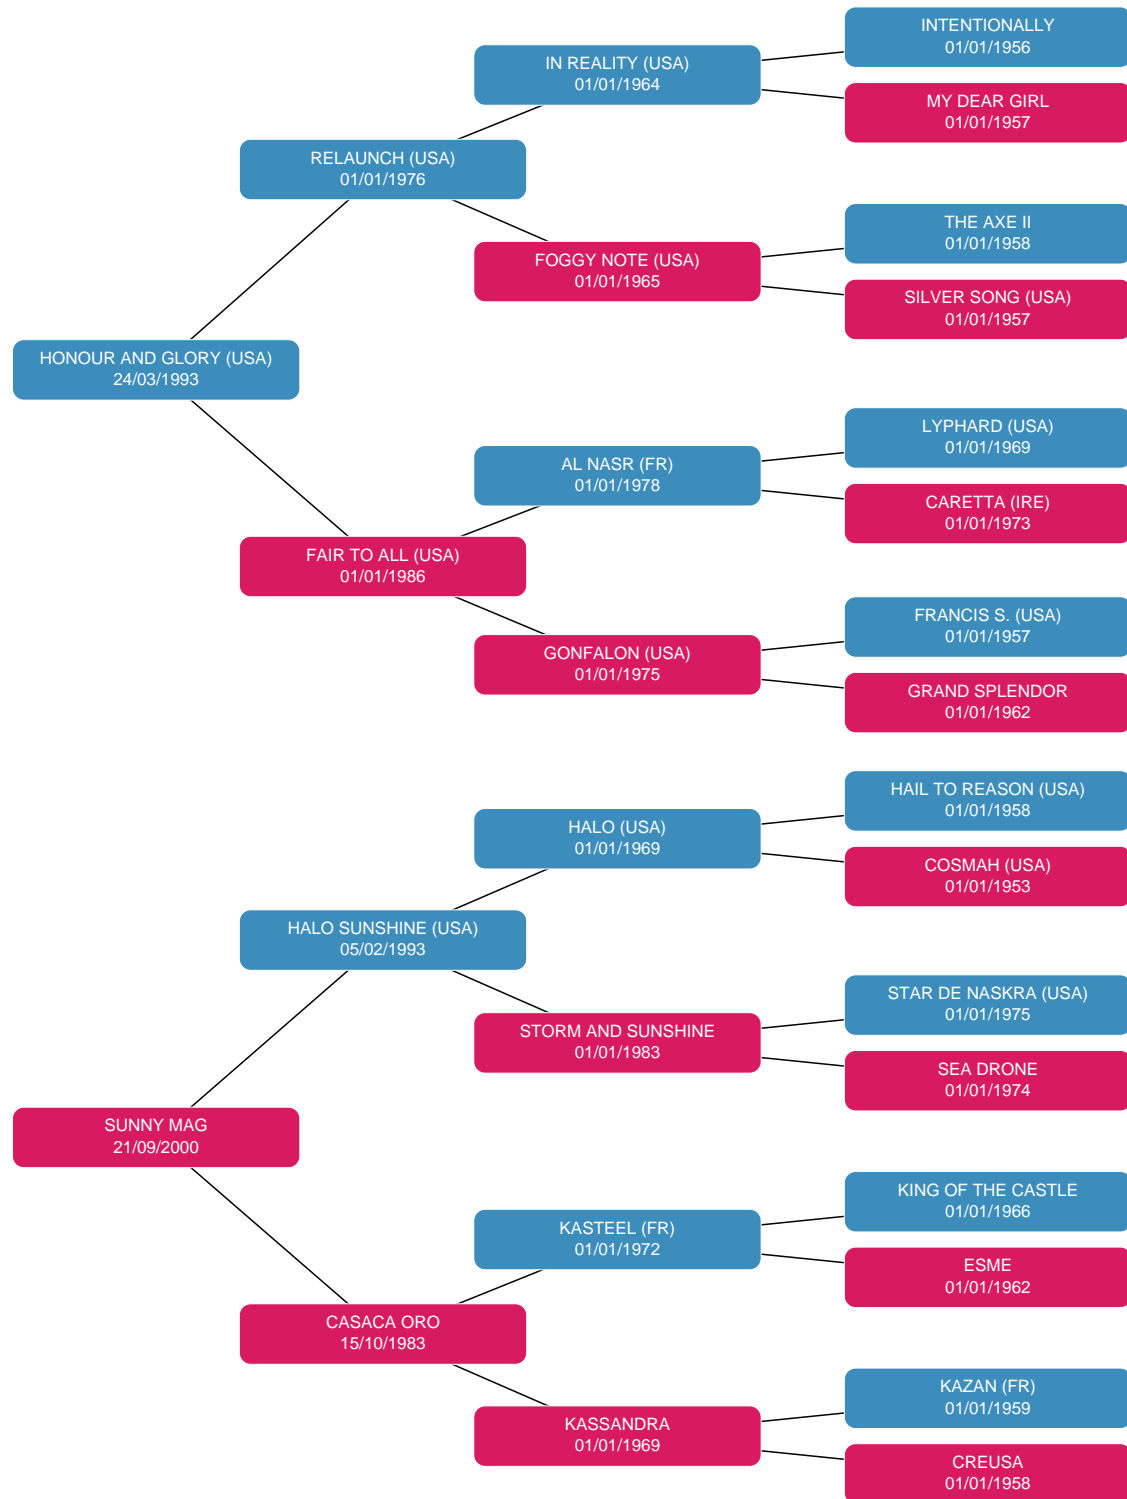 INTENTIONALLY
01/01/1956
IN REALITY (USA)
01/01/1964
MY DEAR GIRL
01/01/1957
RELAUNCH (USA)
01/01/1976
THE AXE II
01/01/1958
FOGGY NOTE (USA)
01/01/1965
SILVER SONG (USA)
01/01/1957
HONOUR AND GLORY (USA)
24/03/1993
LYPHARD (USA)
01/01/1969
AL NASR (FR)
01/01/1978
CARETTA (IRE)
01/01/1973
FAIR TO ALL (USA)
01/01/1986
FRANCIS S. (USA)
01/01/1957
GONFALON (USA)
01/01/1975
GRAND SPLENDOR
01/01/1962
HAIL TO REASON (USA)
01/01/1958
HALO (USA)
01/01/1969
COSMAH (USA)
01/01/1953
HALO SUNSHINE (USA)
05/02/1993
STAR DE NASKRA (USA)
01/01/1975
STORM AND SUNSHINE
01/01/1983
SEA DRONE
01/01/1974
SUNNY MAG
21/09/2000
KING OF THE CASTLE
01/01/1966
KASTEEL (FR)
01/01/1972
ESME
01/01/1962
CASACA ORO
15/10/1983
KAZAN (FR)
01/01/1959
KASSANDRA
01/01/1969
CREUSA
01/01/1958